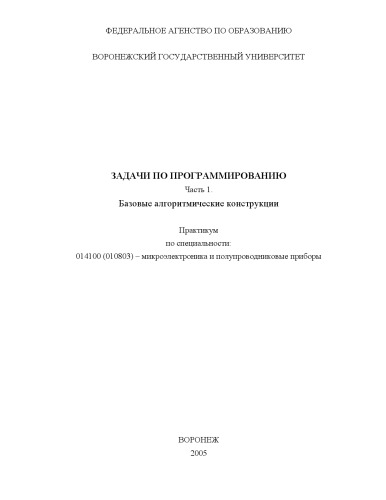 ФЕДЕРАЛЬНОЕ АГЕНСТВО ПО ОБРАЗОВАНИЮ
ВОРОНЕЖСКИЙ ГОСУДАРСТВЕННЫЙ УНИВЕРСИТЕТ
ЗАДАЧИ ПО ПРОГРАММИРОВАНИЮ
Часть 1.
Базовые алгоритмические конструкции
Практикум
по специальности:
014100 (010803) – микроэлектроника и полупроводниковые приборы
ВОРОНЕЖ
2005